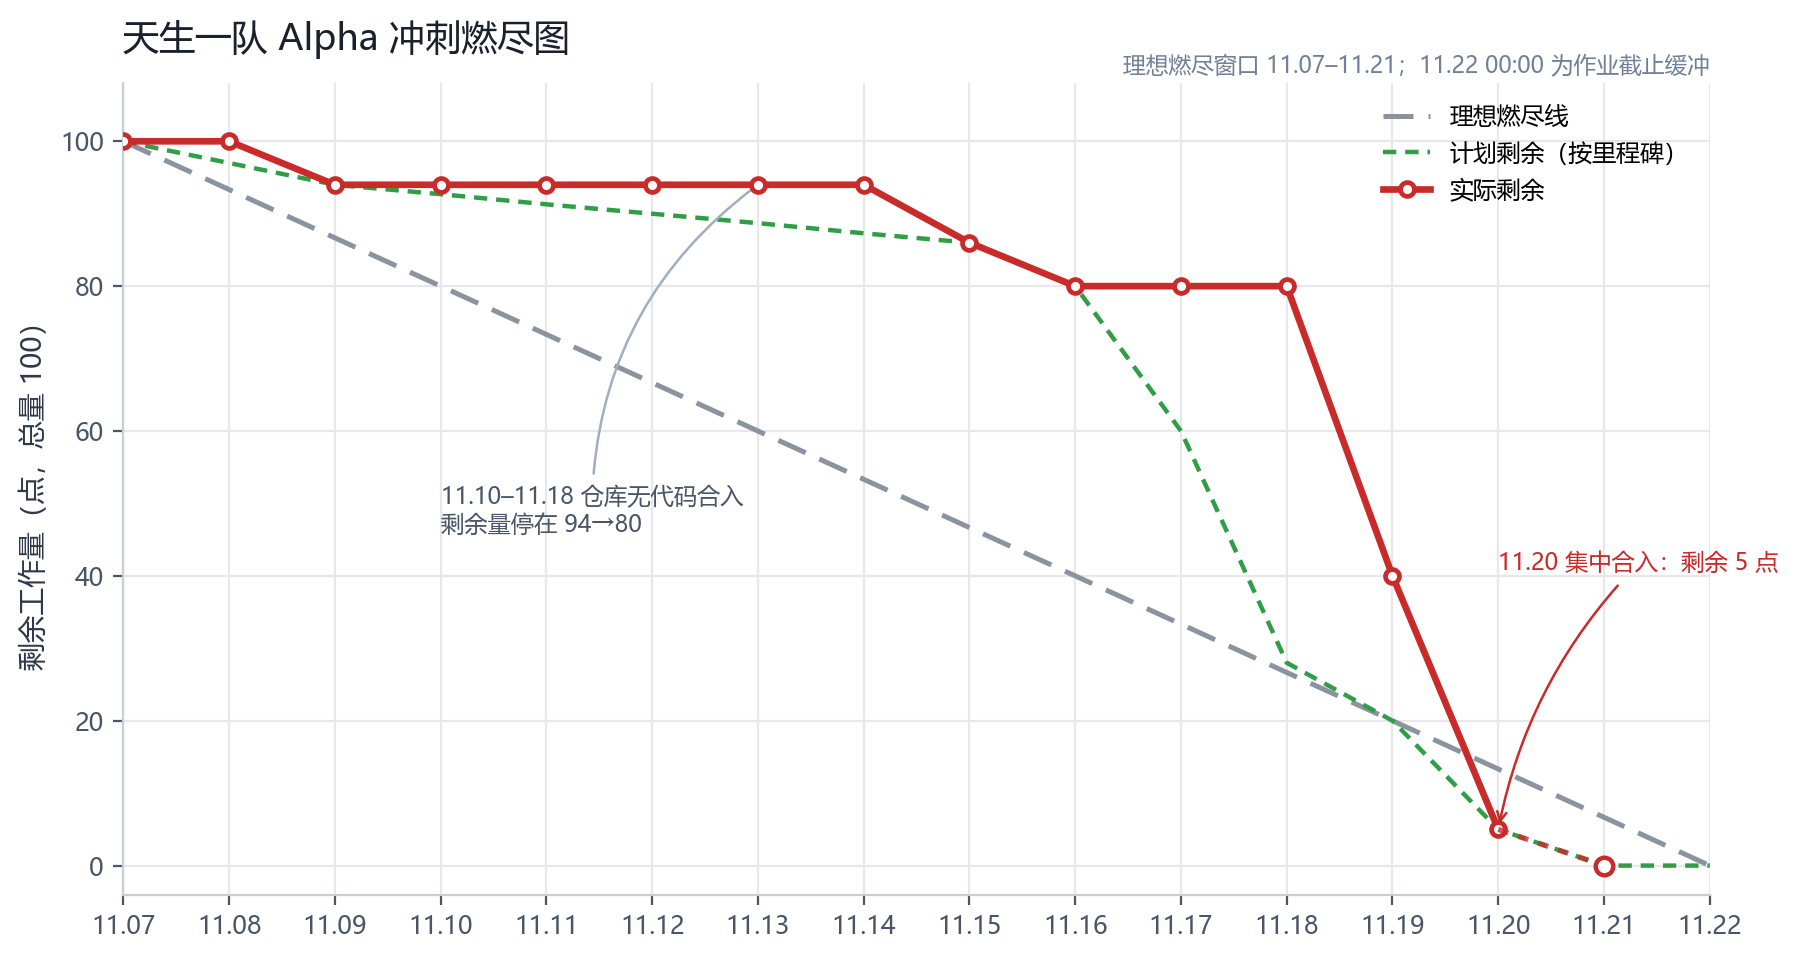 天生一队 Alpha 冲刺燃尽图
理想燃尽窗口 11.07–11.21；11.22 00:00 为作业截止缓冲
理想燃尽线
计划剩余（按里程碑）
实际剩余
剩余工作量（点，总量 100）
100
80
60
40
20
0
11.10–11.18 仓库无代码合入
剩余量停在 94→80
11.20 集中合入：剩余 5 点
11.07 11.08 11.09 11.10 11.11 11.12 11.13 11.14 11.15 11.16 11.17 11.18 11.19 11.20 11.21 11.22